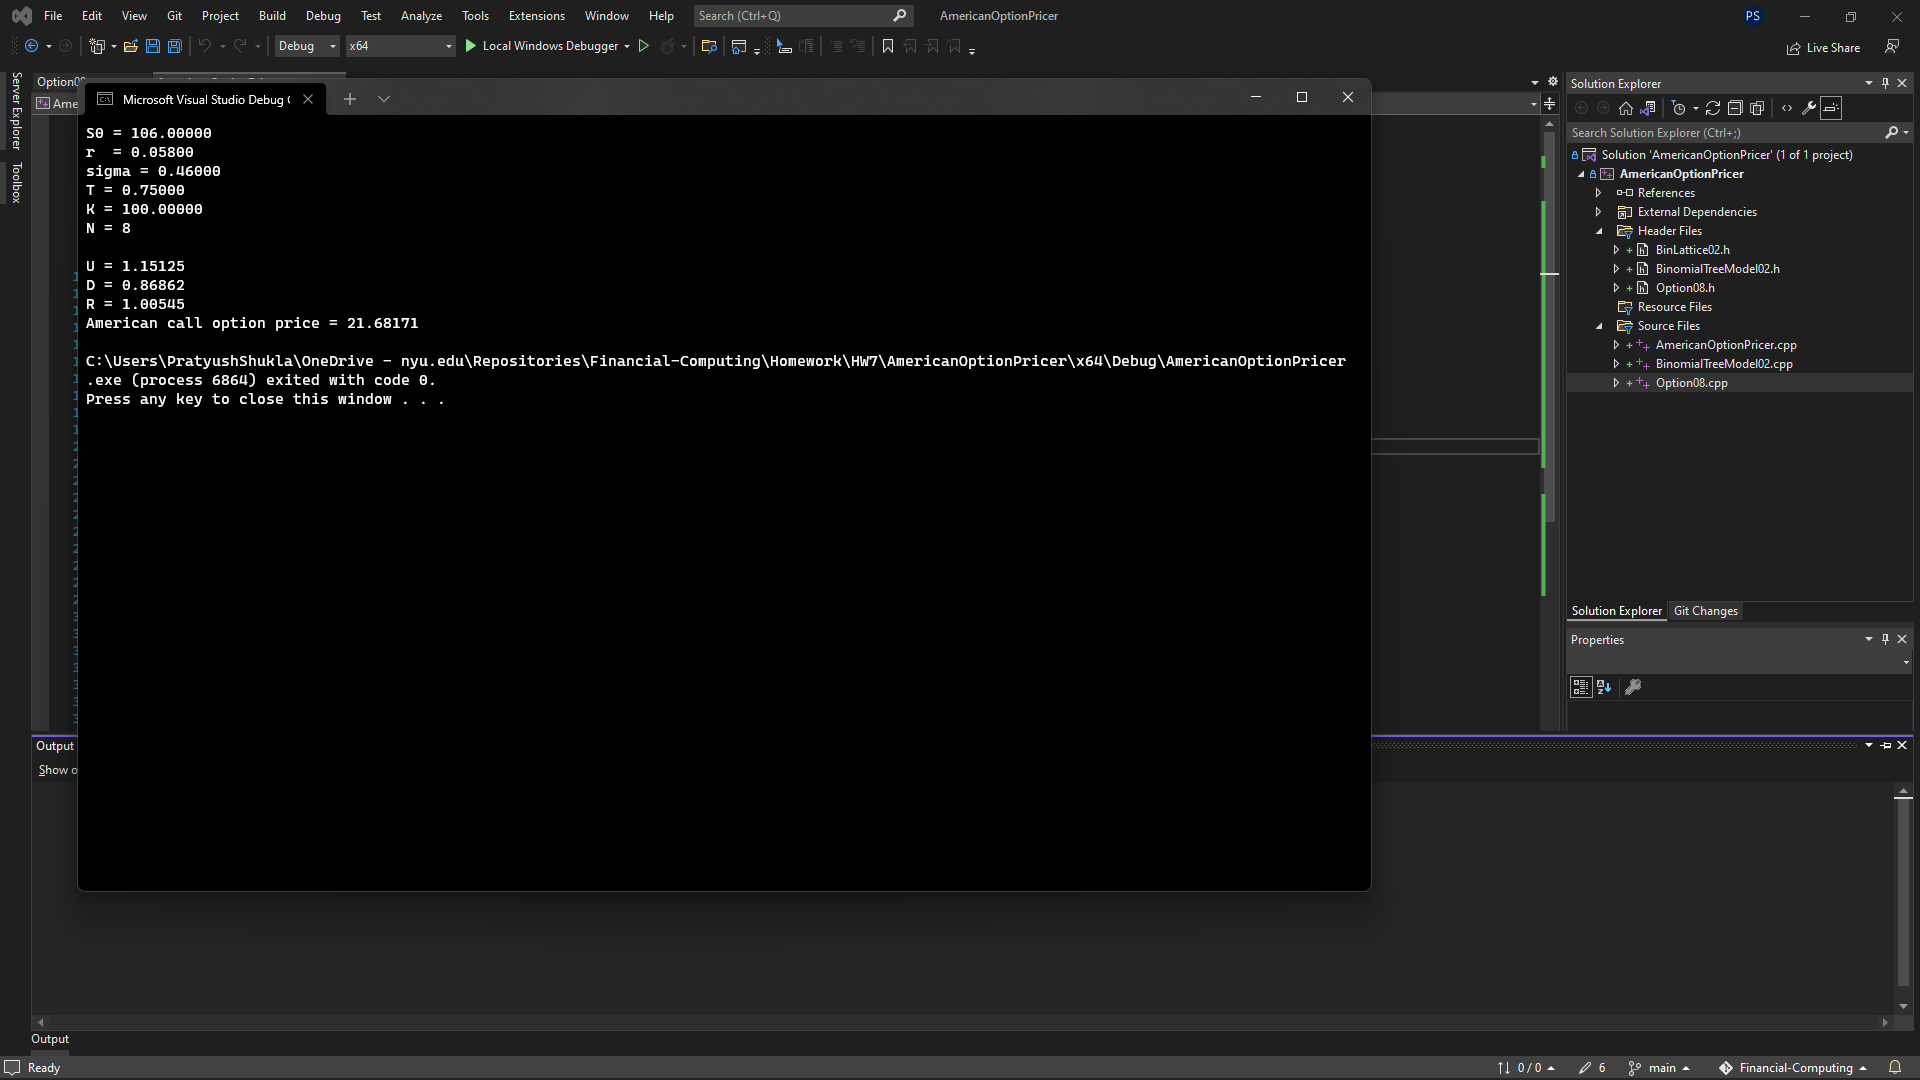 File Edit View Git Project Build Debug Test Analyze Tools Extensions Window Help Search (Ctrl+Q) AmericanOptionPricer PS
Debug x64 Local Windows Debugger Live Share
Server Explorer
Toolbox
Microsoft Visual Studio Debug
S0 = 106.00000
r  = 0.05800
sigma = 0.46000
T = 0.75000
K = 100.00000
N = 8
U = 1.15125
D = 0.86862
R = 1.00545
American call option price = 21.68171
C:\Users\PratyushShukla\OneDrive - nyu.edu\Repositories\Financial-Computing\Homework\HW7\AmericanOptionPricer\x64\Debug\AmericanOptionPricer
.exe (process 6864) exited with code 0.
Press any key to close this window . . .
Solution Explorer
Search Solution Explorer (Ctrl+;)
Solution 'AmericanOptionPricer' (1 of 1 project)
AmericanOptionPricer
References
External Dependencies
Header Files
BinLattice02.h
BinomialTreeModel02.h
Option08.h
Resource Files
Source Files
AmericanOptionPricer.cpp
BinomialTreeModel02.cpp
Option08.cpp
Solution Explorer Git Changes
Properties
Output
Show o
Output
Ready 0 / 0 6 main Financial-Computing